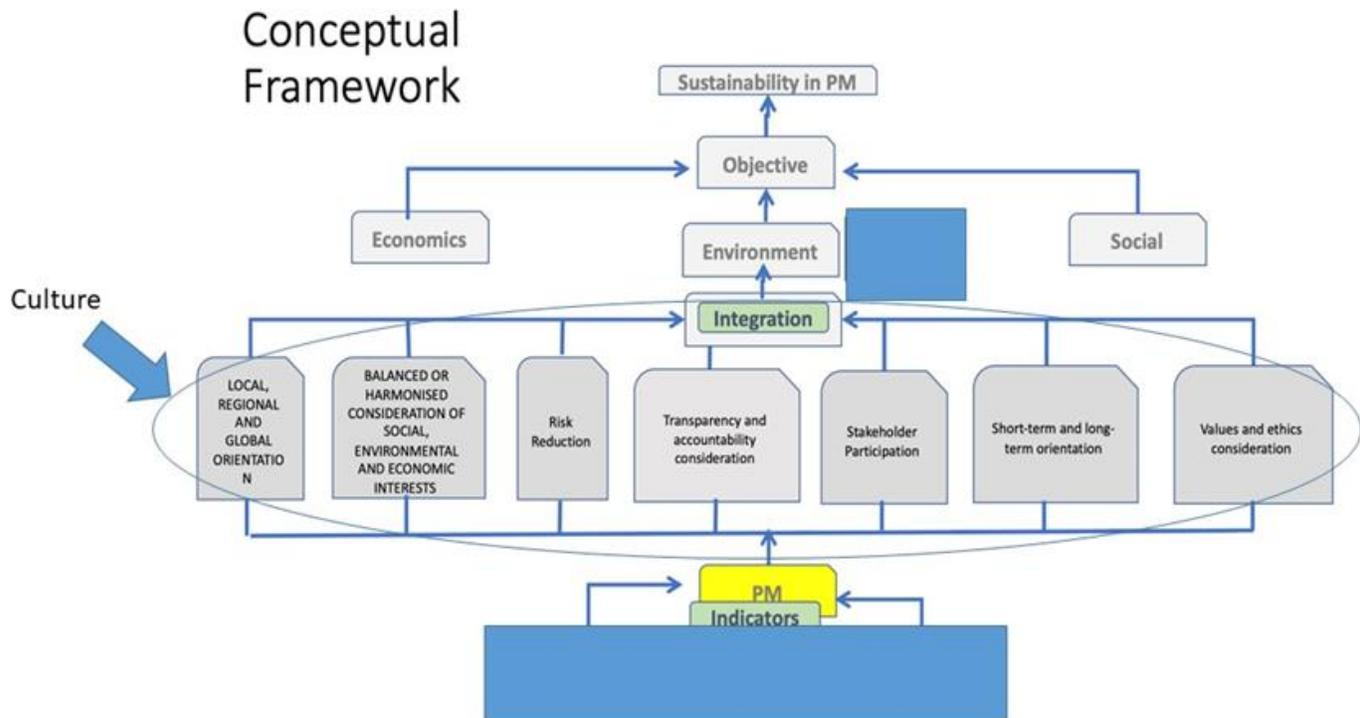 Conceptual
Framework
Sustainability in PM
Objective
Economics
Environment
Social
Culture
Integration
LOCAL,
REGIONAL
AND
GLOBAL
ORIENTATIO
N
BALANCED OR
HARMONISED
CONSIDERATION OF
SOCIAL,
ENVIRONMENTAL
AND ECONOMIC
INTERESTS
Risk
Reduction
Transparency and
accountability
consideration
Stakeholder
Participation
Short-term and long-
term orientation
Values and ethics
consideration
PM
Indicators